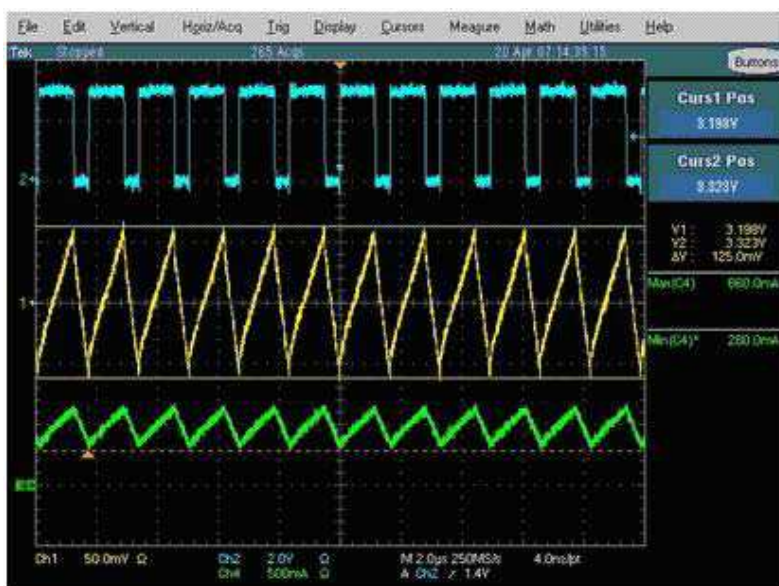 File Edit Vertical Horiz/Acq Trig Display Cursors Measure Math Utilities Help
Tek Stopped 265 Acqs 20 Apr 07 14:35:15
Buttons
Curs1 Pos
3.198V
Curs2 Pos
3.323V
2
V1: 3.198V
V2: 3.323V
ΔV: 125.0mV
Max(C4) 660.0mA
1
Min(C4)* 280.0mA
Ch1 50.0mV Ω Ch2 2.0V Ω M 2.0µs 250MS/s 4.0ns/pt
Ch4 500mA Ω A Ch2 1.4V